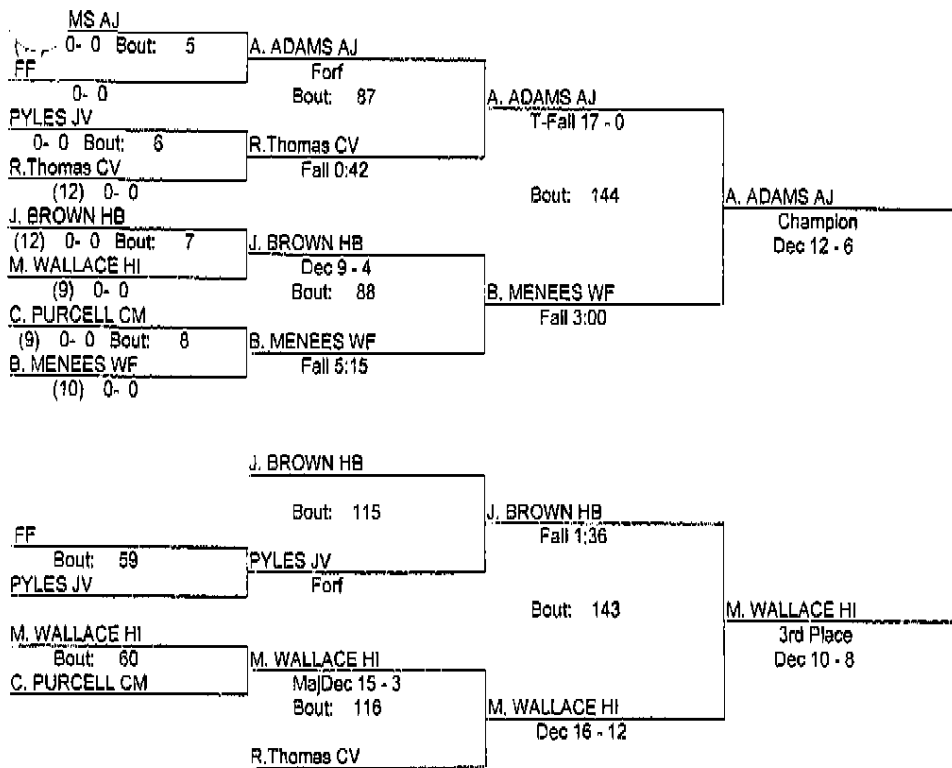 MS AJ
0- 0 Bout: 5
FF
0- 0
PYLES JV
0- 0 Bout: 6
R.Thomas CV
(12) 0- 0
J. BROWN HB
(12) 0- 0 Bout: 7
M. WALLACE HI
(9) 0- 0
C. PURCELL CM
(9) 0- 0 Bout: 8
B. MENEES WF
(10) 0- 0
A. ADAMS AJ
Forf
Bout: 87
R.Thomas CV
Fall 0:42
J. BROWN HB
Dec 9 - 4
Bout: 88
B. MENEES WF
Fall 5:15
A. ADAMS AJ
T-Fall 17 - 0
Bout: 144
B. MENEES WF
Fall 3:00
A. ADAMS AJ
Champion
Dec 12 - 6
FF
Bout: 59
PYLES JV
M. WALLACE HI
Bout: 60
C. PURCELL CM
J. BROWN HB
Bout: 115
PYLES JV
Forf
M. WALLACE HI
MajDec 15 - 3
Bout: 116
R.Thomas CV
J. BROWN HB
Fall 1:36
Bout: 143
M. WALLACE HI
Dec 16 - 12
M. WALLACE HI
3rd Place
Dec 10 - 8